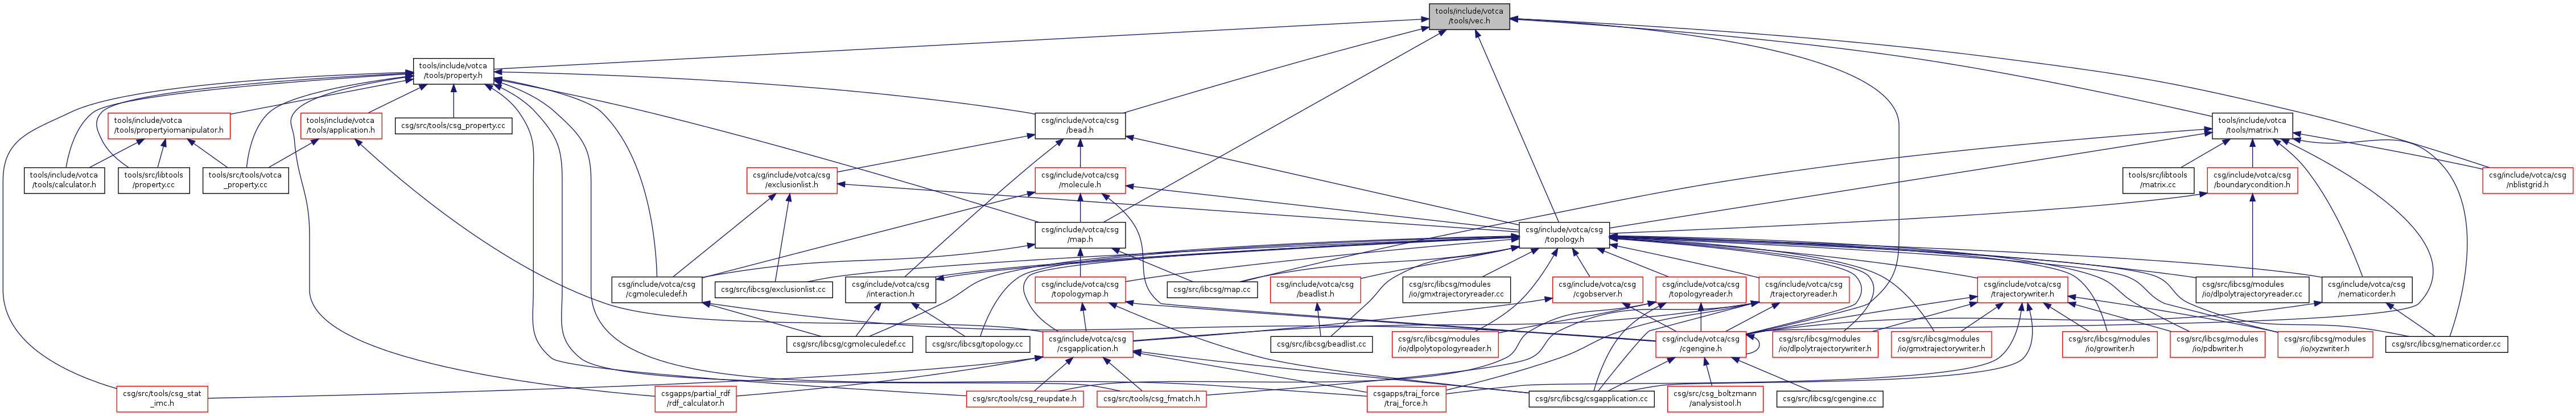 tools/include/votca
/tools/vec.h
tools/include/votca
/tools/property.h
csg/include/votca/csg
/bead.h
tools/include/votca
/tools/matrix.h
tools/include/votca
/tools/propertyiomanipulator.h
tools/include/votca
/tools/application.h
csg/src/tools/csg_property.cc
tools/include/votca
/tools/calculator.h
tools/src/libtools
/property.cc
tools/src/tools/votca
_property.cc
csg/include/votca/csg
/exclusionlist.h
csg/include/votca/csg
/molecule.h
tools/src/libtools
/matrix.cc
csg/include/votca/csg
/boundarycondition.h
csg/include/votca/csg
/nblistgrid.h
csg/include/votca/csg
/map.h
csg/include/votca/csg
/topology.h
csg/include/votca/csg
/cgmoleculedef.h
csg/src/libcsg/exclusionlist.cc
csg/include/votca/csg
/interaction.h
csg/include/votca/csg
/topologymap.h
csg/src/libcsg/map.cc
csg/include/votca/csg
/beadlist.h
csg/src/libcsg/modules
/io/gmxtrajectoryreader.cc
csg/include/votca/csg
/cgobserver.h
csg/include/votca/csg
/topologyreader.h
csg/include/votca/csg
/trajectoryreader.h
csg/include/votca/csg
/trajectorywriter.h
csg/src/libcsg/modules
/io/dlpolytrajectoryreader.cc
csg/include/votca/csg
/nematicorder.h
csg/src/libcsg/cgmoleculedef.cc
csg/src/libcsg/topology.cc
csg/include/votca/csg
/csgapplication.h
csg/src/libcsg/beadlist.cc
csg/src/libcsg/modules
/io/dlpolytopologyreader.h
csg/include/votca/csg
/cgengine.h
csg/src/libcsg/modules
/io/dlpolytrajectorywriter.h
csg/src/libcsg/modules
/io/gmxtrajectorywriter.h
csg/src/libcsg/modules
/io/growriter.h
csg/src/libcsg/modules
/io/pdbwriter.h
csg/src/libcsg/modules
/io/xyzwriter.h
csg/src/libcsg/nematicorder.cc
csg/src/tools/csg_stat
_imc.h
csgapps/partial_rdf
/rdf_calculator.h
csg/src/tools/csg_reupdate.h
csg/src/tools/csg_fmatch.h
csgapps/traj_force
/traj_force.h
csg/src/libcsg/csgapplication.cc
csg/src/csg_boltzmann
/analysistool.h
csg/src/libcsg/cgengine.cc